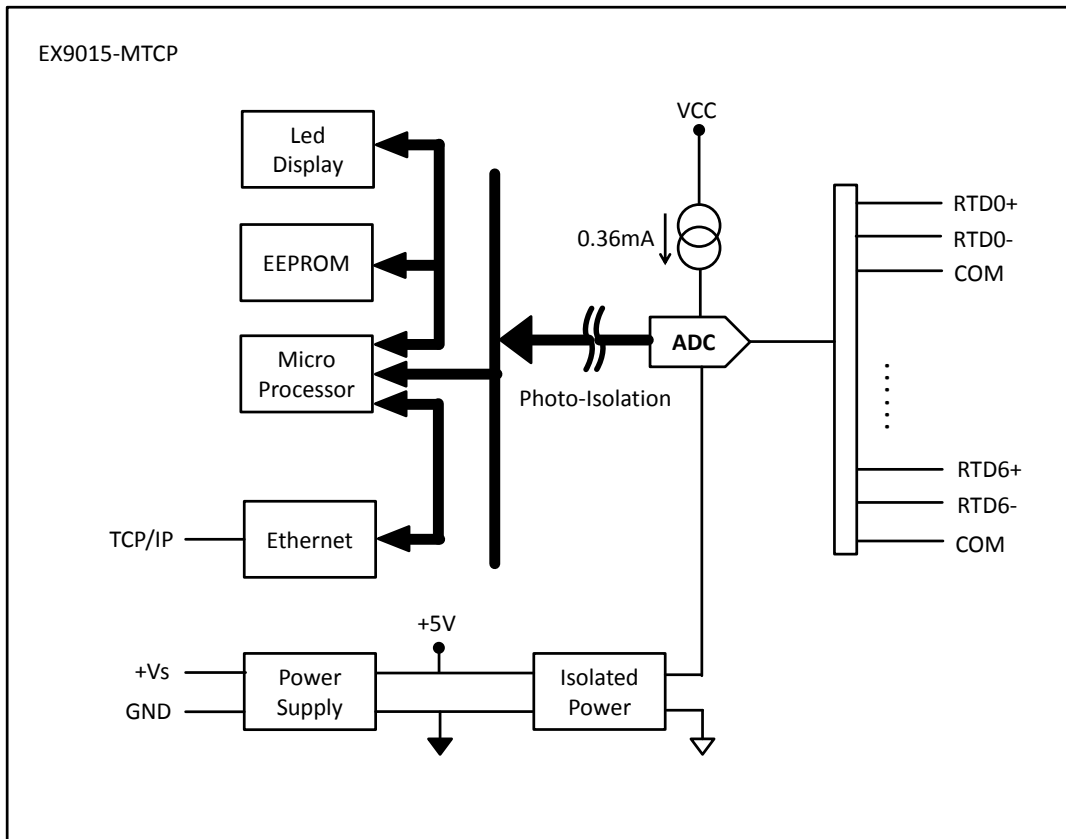 EX9015-MTCP
Led
Display
EEPROM
Micro
Processor
TCP/IP
Ethernet
VCC
0.36mA
ADC
Photo-Isolation
RTD0+
RTD0-
COM
RTD6+
RTD6-
COM
+5V
+Vs
GND
Power
Supply
Isolated
Power